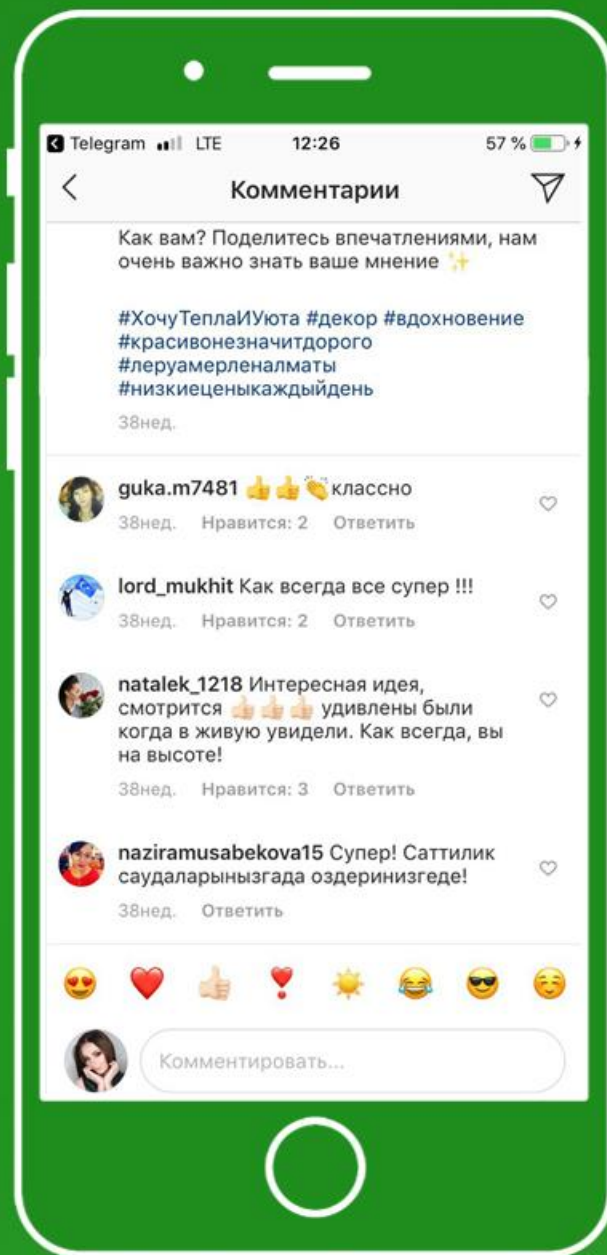 Telegram LTE 12:26 57 %
Комментарии
Как вам? Поделитесь впечатлениями, нам
очень важно знать ваше мнение ✨
#ХочуТеплаИУюта #декор #вдохновение
#красивонезначитдорого
#леруамерленалматы
#низкиеценыкаждыйдень
38нед.
guka.m7481 👍👍👏классно
38нед. Нравится: 2 Ответить
lord_mukhit Как всегда все супер !!!
38нед. Нравится: 2 Ответить
natalek_1218 Интересная идея,
смотрится 👍🏻👍🏻👍🏻 удивлены были
когда в живую увидели. Как всегда, вы
на высоте!
38нед. Нравится: 3 Ответить
naziramusabekova15 Супер! Саттилик
саудаларынызгада оздеринизгеде!
38нед. Ответить
Комментировать...